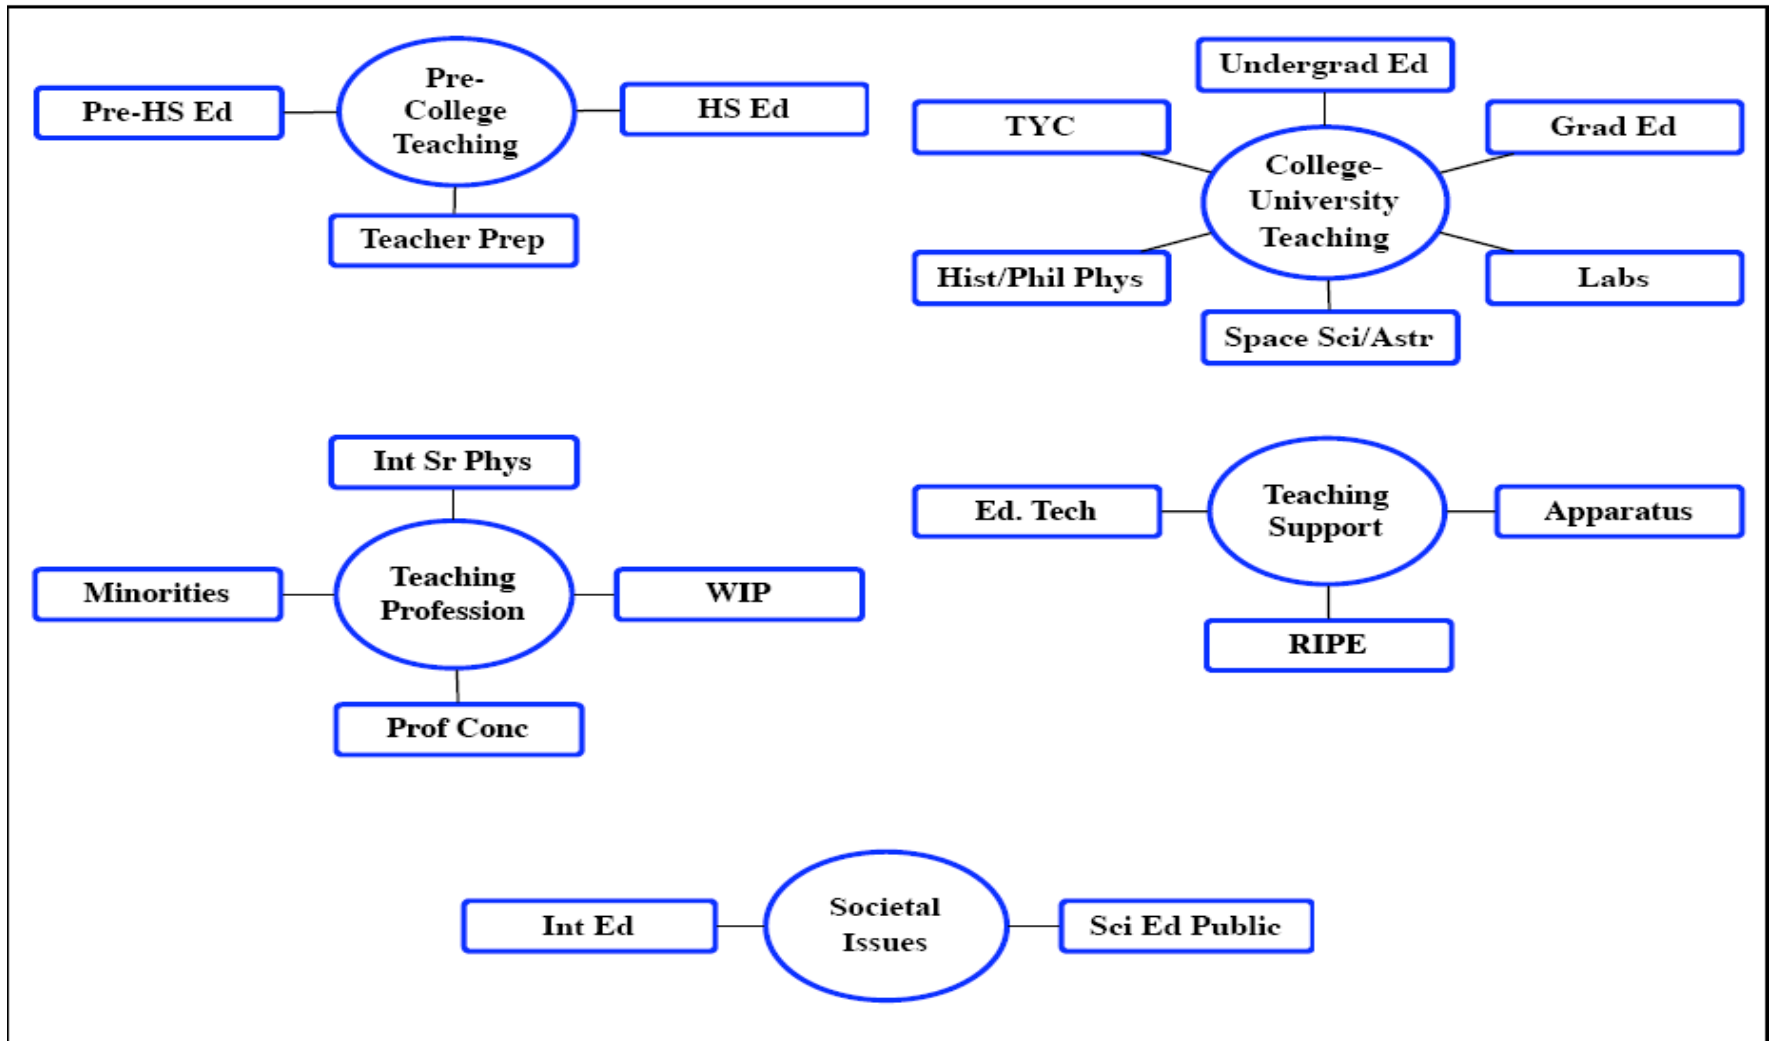 Pre-HS Ed
Pre-
College
Teaching
HS Ed
Teacher Prep
Undergrad Ed
TYC
Grad Ed
College-
University
Teaching
Hist/Phil Phys
Labs
Space Sci/Astr
Int Sr Phys
Minorities
Teaching
Profession
WIP
Prof Conc
Ed. Tech
Teaching
Support
Apparatus
RIPE
Int Ed
Societal
Issues
Sci Ed Public